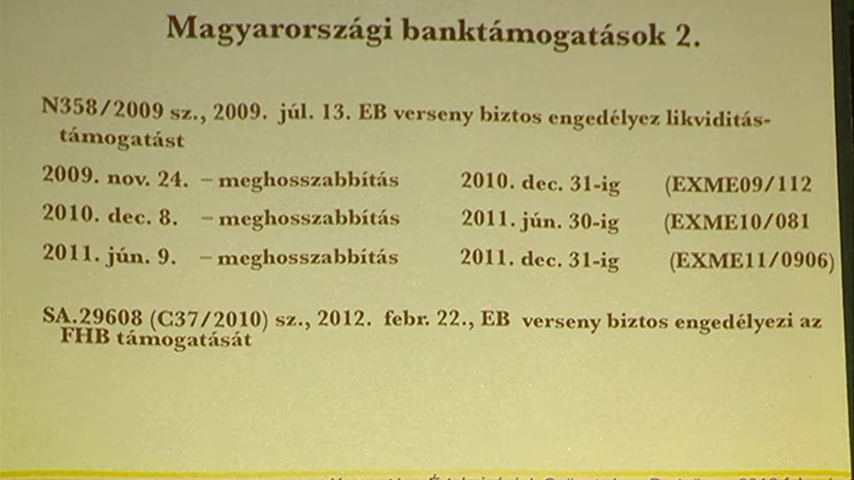 Magyarországi banktámogatások 2.
N358/2009 sz., 2009. júl. 13. EB verseny biztos engedélyez likviditás-
támogatást
2009. nov. 24. – meghosszabbítás 2010. dec. 31-ig (EXME09/112
2010. dec. 8. – meghosszabbítás 2011. jún. 30-ig (EXME10/081
2011. jún. 9. – meghosszabbítás 2011. dec. 31-ig (EXME11/0906)
SA.29608 (C37/2010) sz., 2012. febr. 22., EB verseny biztos engedélyezi az
FHB támogatását